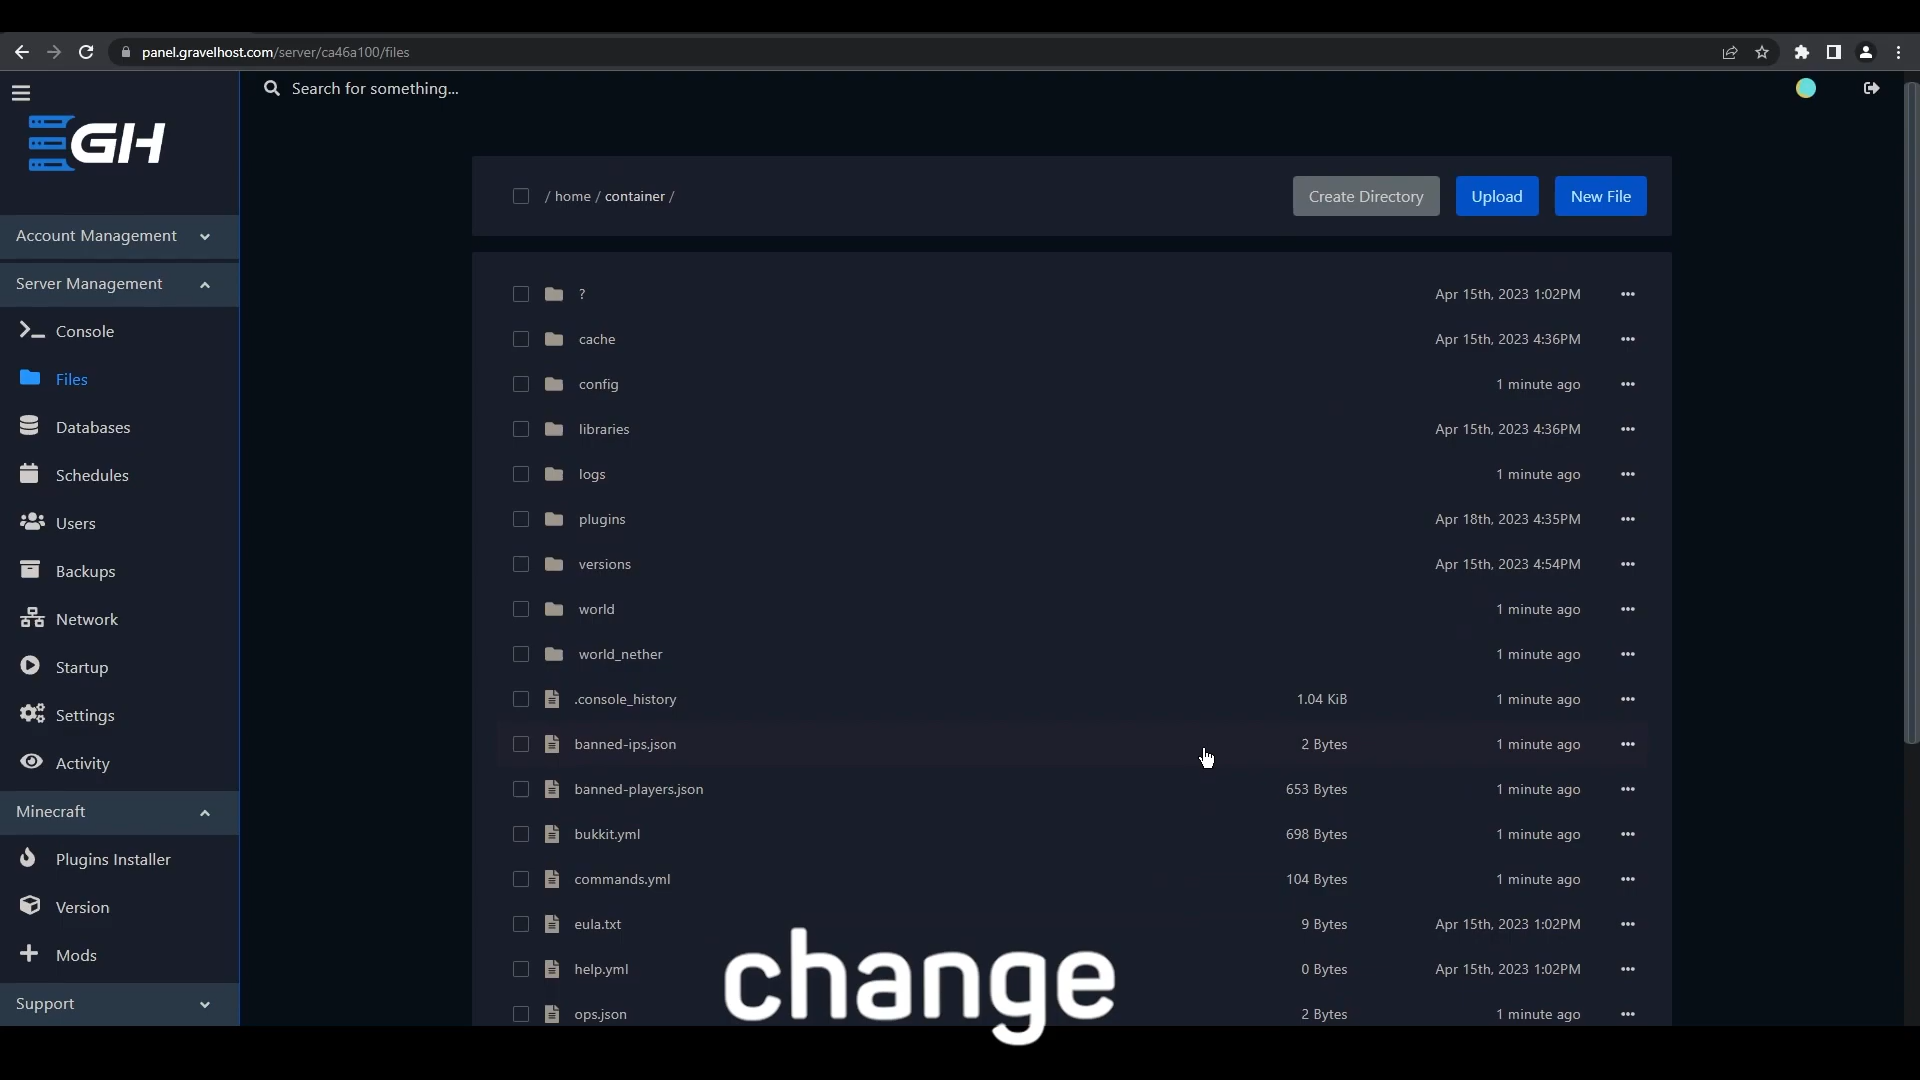 panel.gravelhost.com/server/ca46a100/files
Search for something...
GH
/ home / container /
Create Directory
Upload
New File
Account Management
Server Management
Console
Files
Databases
Schedules
Users
Backups
Network
Startup
Settings
Activity
Minecraft
Plugins Installer
Version
Mods
Support
? Apr 15th, 2023 1:02PM
cache Apr 15th, 2023 4:36PM
config 1 minute ago
libraries Apr 15th, 2023 4:36PM
logs 1 minute ago
plugins Apr 18th, 2023 4:35PM
versions Apr 15th, 2023 4:54PM
world 1 minute ago
world_nether 1 minute ago
.console_history 1.04 KiB 1 minute ago
banned-ips.json 2 Bytes 1 minute ago
banned-players.json 653 Bytes 1 minute ago
bukkit.yml 698 Bytes 1 minute ago
commands.yml 104 Bytes 1 minute ago
eula.txt 9 Bytes Apr 15th, 2023 1:02PM
help.yml 0 Bytes Apr 15th, 2023 1:02PM
ops.json 2 Bytes 1 minute ago
change